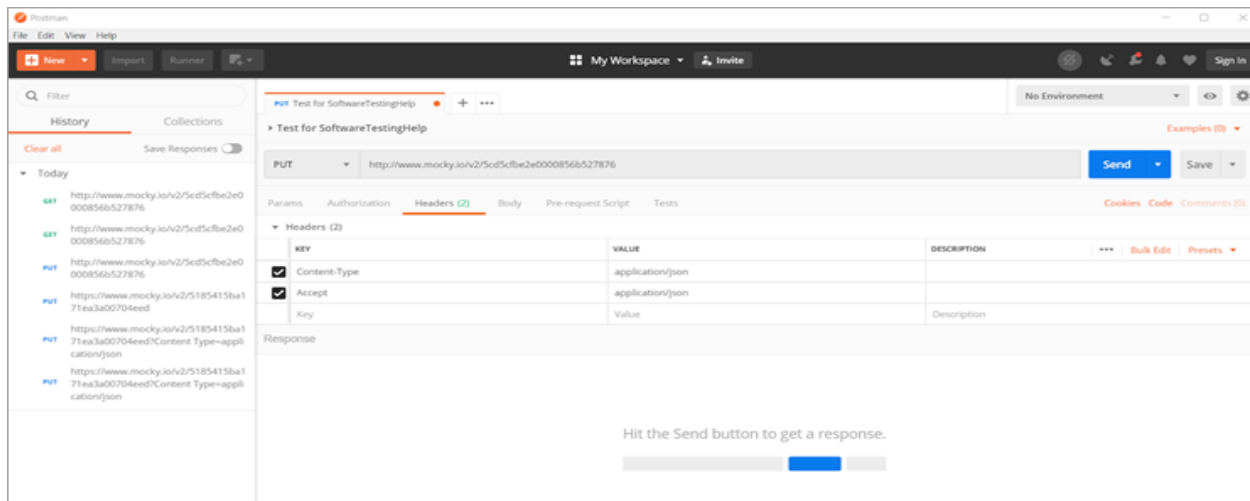 Postman
File Edit View Help
New Import Runner My Workspace Invite Sign In
Filter
History Collections
Clear all Save Responses
Today
GET http://www.mocky.io/v2/5cd5cfbe2e0
000856b527876
GET http://www.mocky.io/v2/5cd5cfbe2e0
000856b527876
PUT http://www.mocky.io/v2/5cd5cfbe2e0
000856b527876
PUT https://www.mocky.io/v2/5185415ba1
71ea3a00704eed
PUT https://www.mocky.io/v2/5185415ba1
71ea3a00704eed?Content Type=appli
cation/json
PUT https://www.mocky.io/v2/5185415ba1
71ea3a00704eed?Content Type=appli
cation/json
PUT Test for SoftwareTestingHelp No Environment
Test for SoftwareTestingHelp Examples (0)
PUT http://www.mocky.io/v2/5cd5cfbe2e0000856b527876 Send Save
Params Authorization Headers (2) Body Pre-request Script Tests Cookies Code Comments (0)
Headers (2)
KEY VALUE DESCRIPTION Bulk Edit Presets
Content-Type application/json
Accept application/json
Key Value Description
Response
Hit the Send button to get a response.